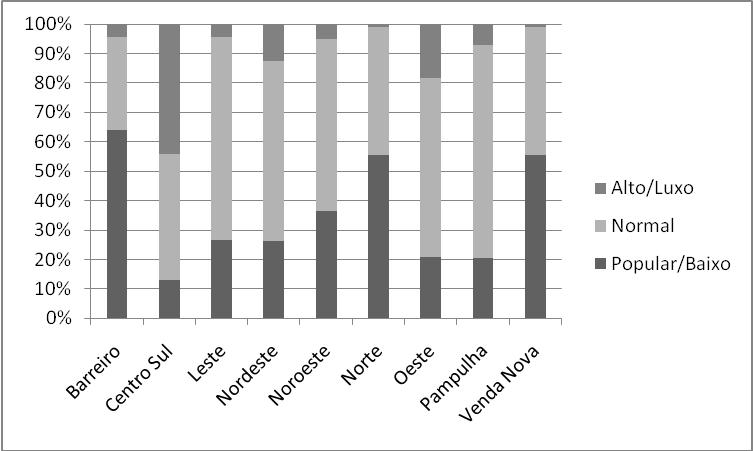 100%
90%
80%
70%
60%
50%
40%
30%
20%
10%
0%
Barreiro
Centro Sul
Leste
Nordeste
Noroeste
Norte
Oeste
Pampulha
Venda Nova
Alto/Luxo
Normal
Popular/Baixo